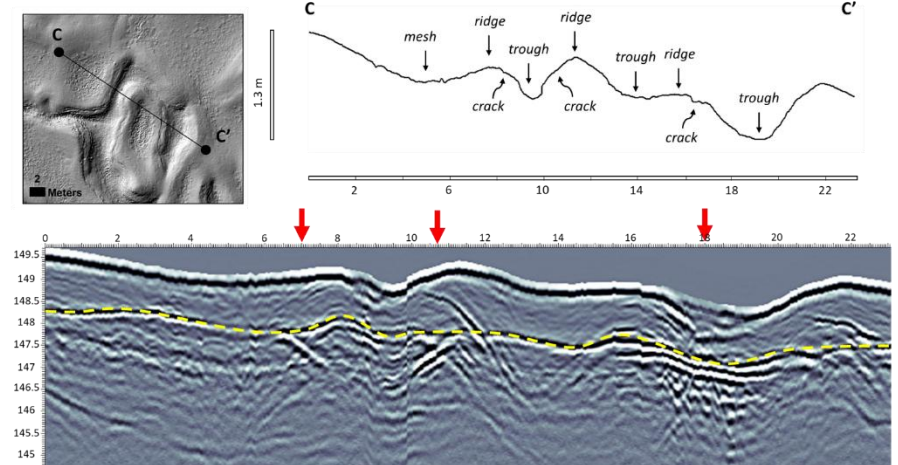 C
C'
2
Meters
1.3 m
C
C'
mesh
ridge
trough
ridge
trough
ridge
trough
crack
crack
crack
2 6 10 14 18 22
0 2 4 6 8 10 12 14 16 18 20 22
149.5
149
148.5
148
147.5
147
146.5
146
145.5
145